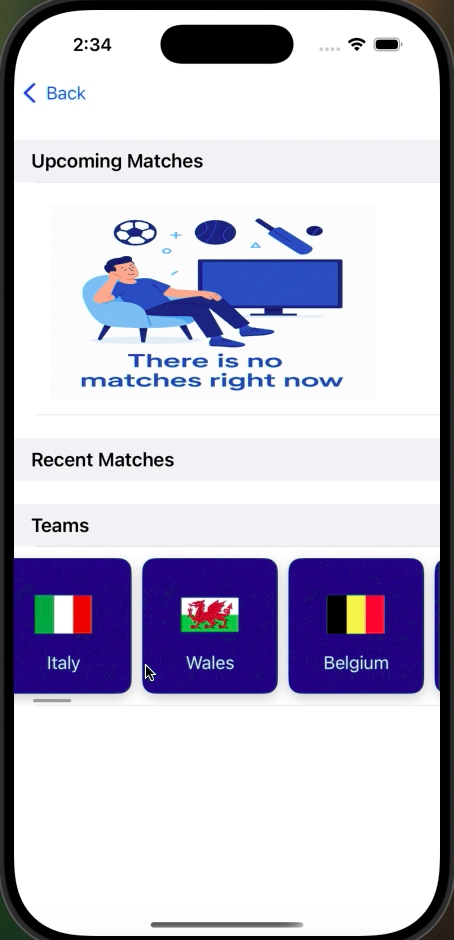 2:34
Back
Upcoming Matches
There is no
matches right now
Recent Matches
Teams
Italy
Wales
Belgium